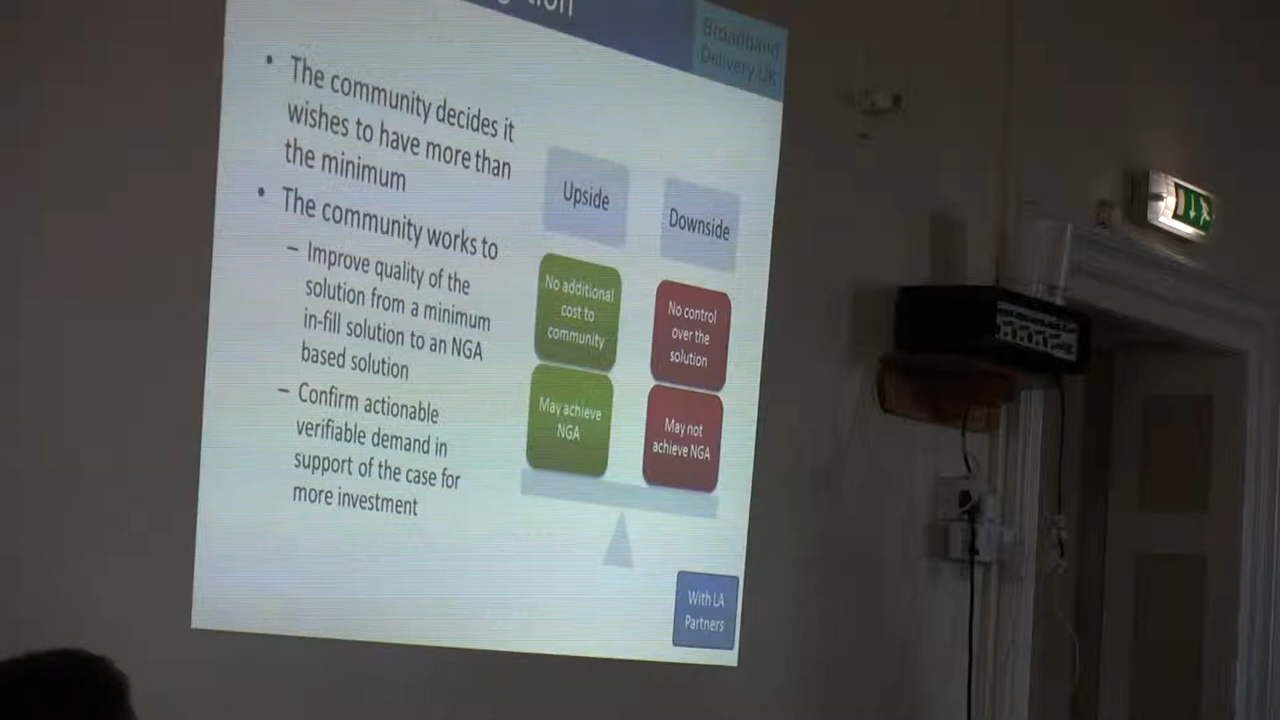 Broadband
Delivery UK
• The community decides it
wishes to have more than
the minimum
• The community works to
– Improve quality of the
solution from a minimum
in-fill solution to an NGA
based solution
– Confirm actionable
verifiable demand in
support of the case for
more investment
Upside
Downside
No additional
cost to
community
No control
over the
solution
May achieve
NGA
May not
achieve NGA
With LA
Partners